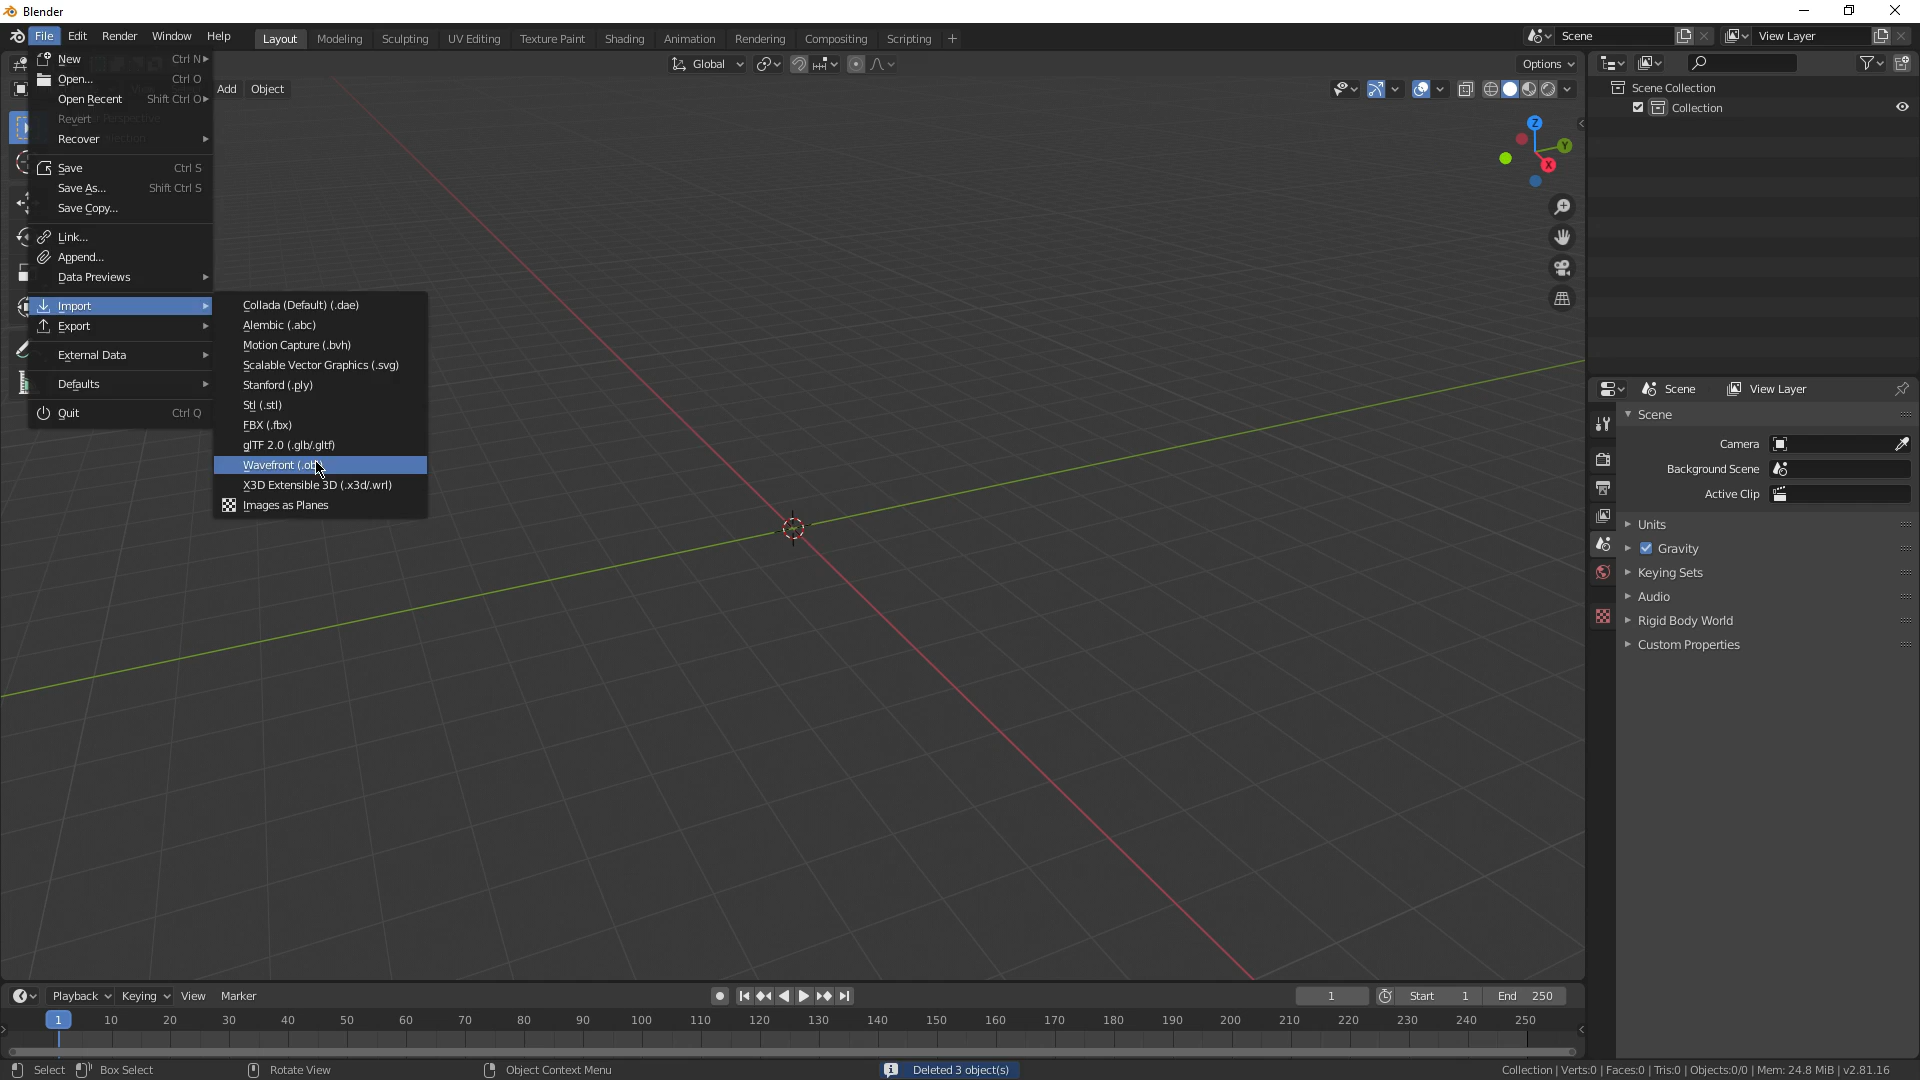 Blender
File Edit Render Window Help Layout Modeling Sculpting UV Editing Texture Paint Shading Animation Rendering Compositing Scripting + Scene View Layer
Global Options
Add Object
New Ctrl N
Open... Ctrl O
Open Recent Shift Ctrl O
Revert
Recover
Save Ctrl S
Save As... Shift Ctrl S
Save Copy...
Link...
Append...
Data Previews
Import
Export
External Data
Defaults
Quit Ctrl Q
Collada (Default) (.dae)
Alembic (.abc)
Motion Capture (.bvh)
Scalable Vector Graphics (.svg)
Stanford (.ply)
Stl (.stl)
FBX (.fbx)
glTF 2.0 (.glb/.gltf)
Wavefront (.ob
X3D Extensible 3D (.x3d/.wrl)
Images as Planes
Z
Y
X
Scene Collection
Collection
Scene View Layer
Scene
Camera
Background Scene
Active Clip
Units
Gravity
Keying Sets
Audio
Rigid Body World
Custom Properties
Playback Keying View Marker 1 Start 1 End 250
1 10 20 30 40 50 60 70 80 90 100 110 120 130 140 150 160 170 180 190 200 210 220 230 240 250
Select Box Select Rotate View Object Context Menu Deleted 3 object(s) Collection | Verts:0 | Faces:0 | Tris:0 | Objects:0/0 | Mem: 24.8 MiB | v2.81.16